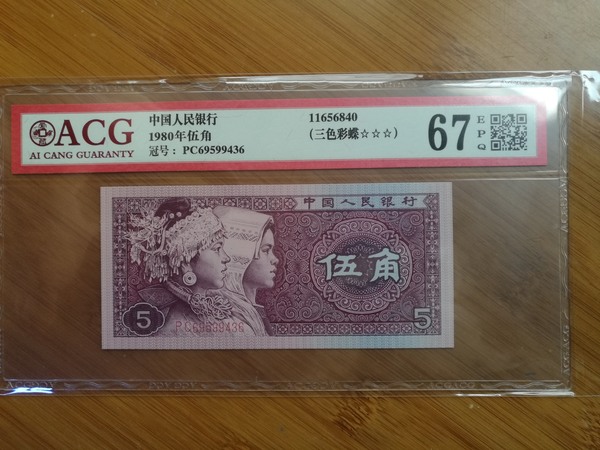 ACG
AI CANG GUARANTY
中国人民银行
1980年伍角
冠号：PC69599436
11656840
(三色彩蝶☆☆☆)
67
E
P
Q
中国人民银行
伍角
5
PC69599436
5